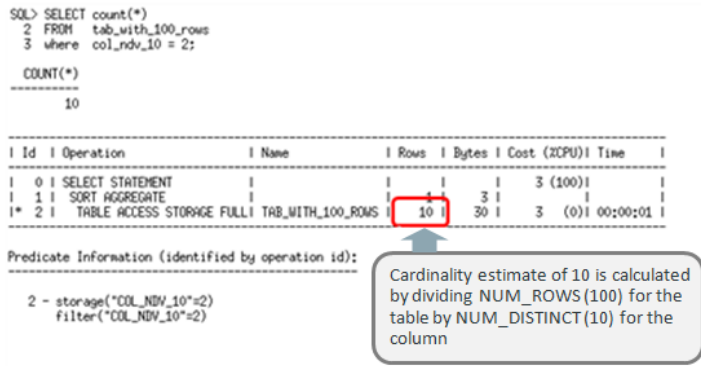 SQL> SELECT count(*)
2 FROM tab_with_100_rows
3 where col_ndv_10 = 2;
COUNT(*)
----------
10
--------------------------------------------------------------------------------
| Id | Operation | Name | Rows | Bytes | Cost (%CPU)| Time |
--------------------------------------------------------------------------------
| 0 | SELECT STATEMENT | | | | 3 (100)| |
| 1 | SORT AGGREGATE | | 1 | 3 | | |
|* 2 | TABLE ACCESS STORAGE FULL| TAB_WITH_100_ROWS | 10 | 30 | 3 (0)| 00:00:01 |
--------------------------------------------------------------------------------
Predicate Information (identified by operation id):
---------------------------------------------------
2 - storage("COL_NDV_10"=2)
filter("COL_NDV_10"=2)
Cardinality estimate of 10 is calculated
by dividing NUM_ROWS (100) for the
table by NUM_DISTINCT (10) for the
column